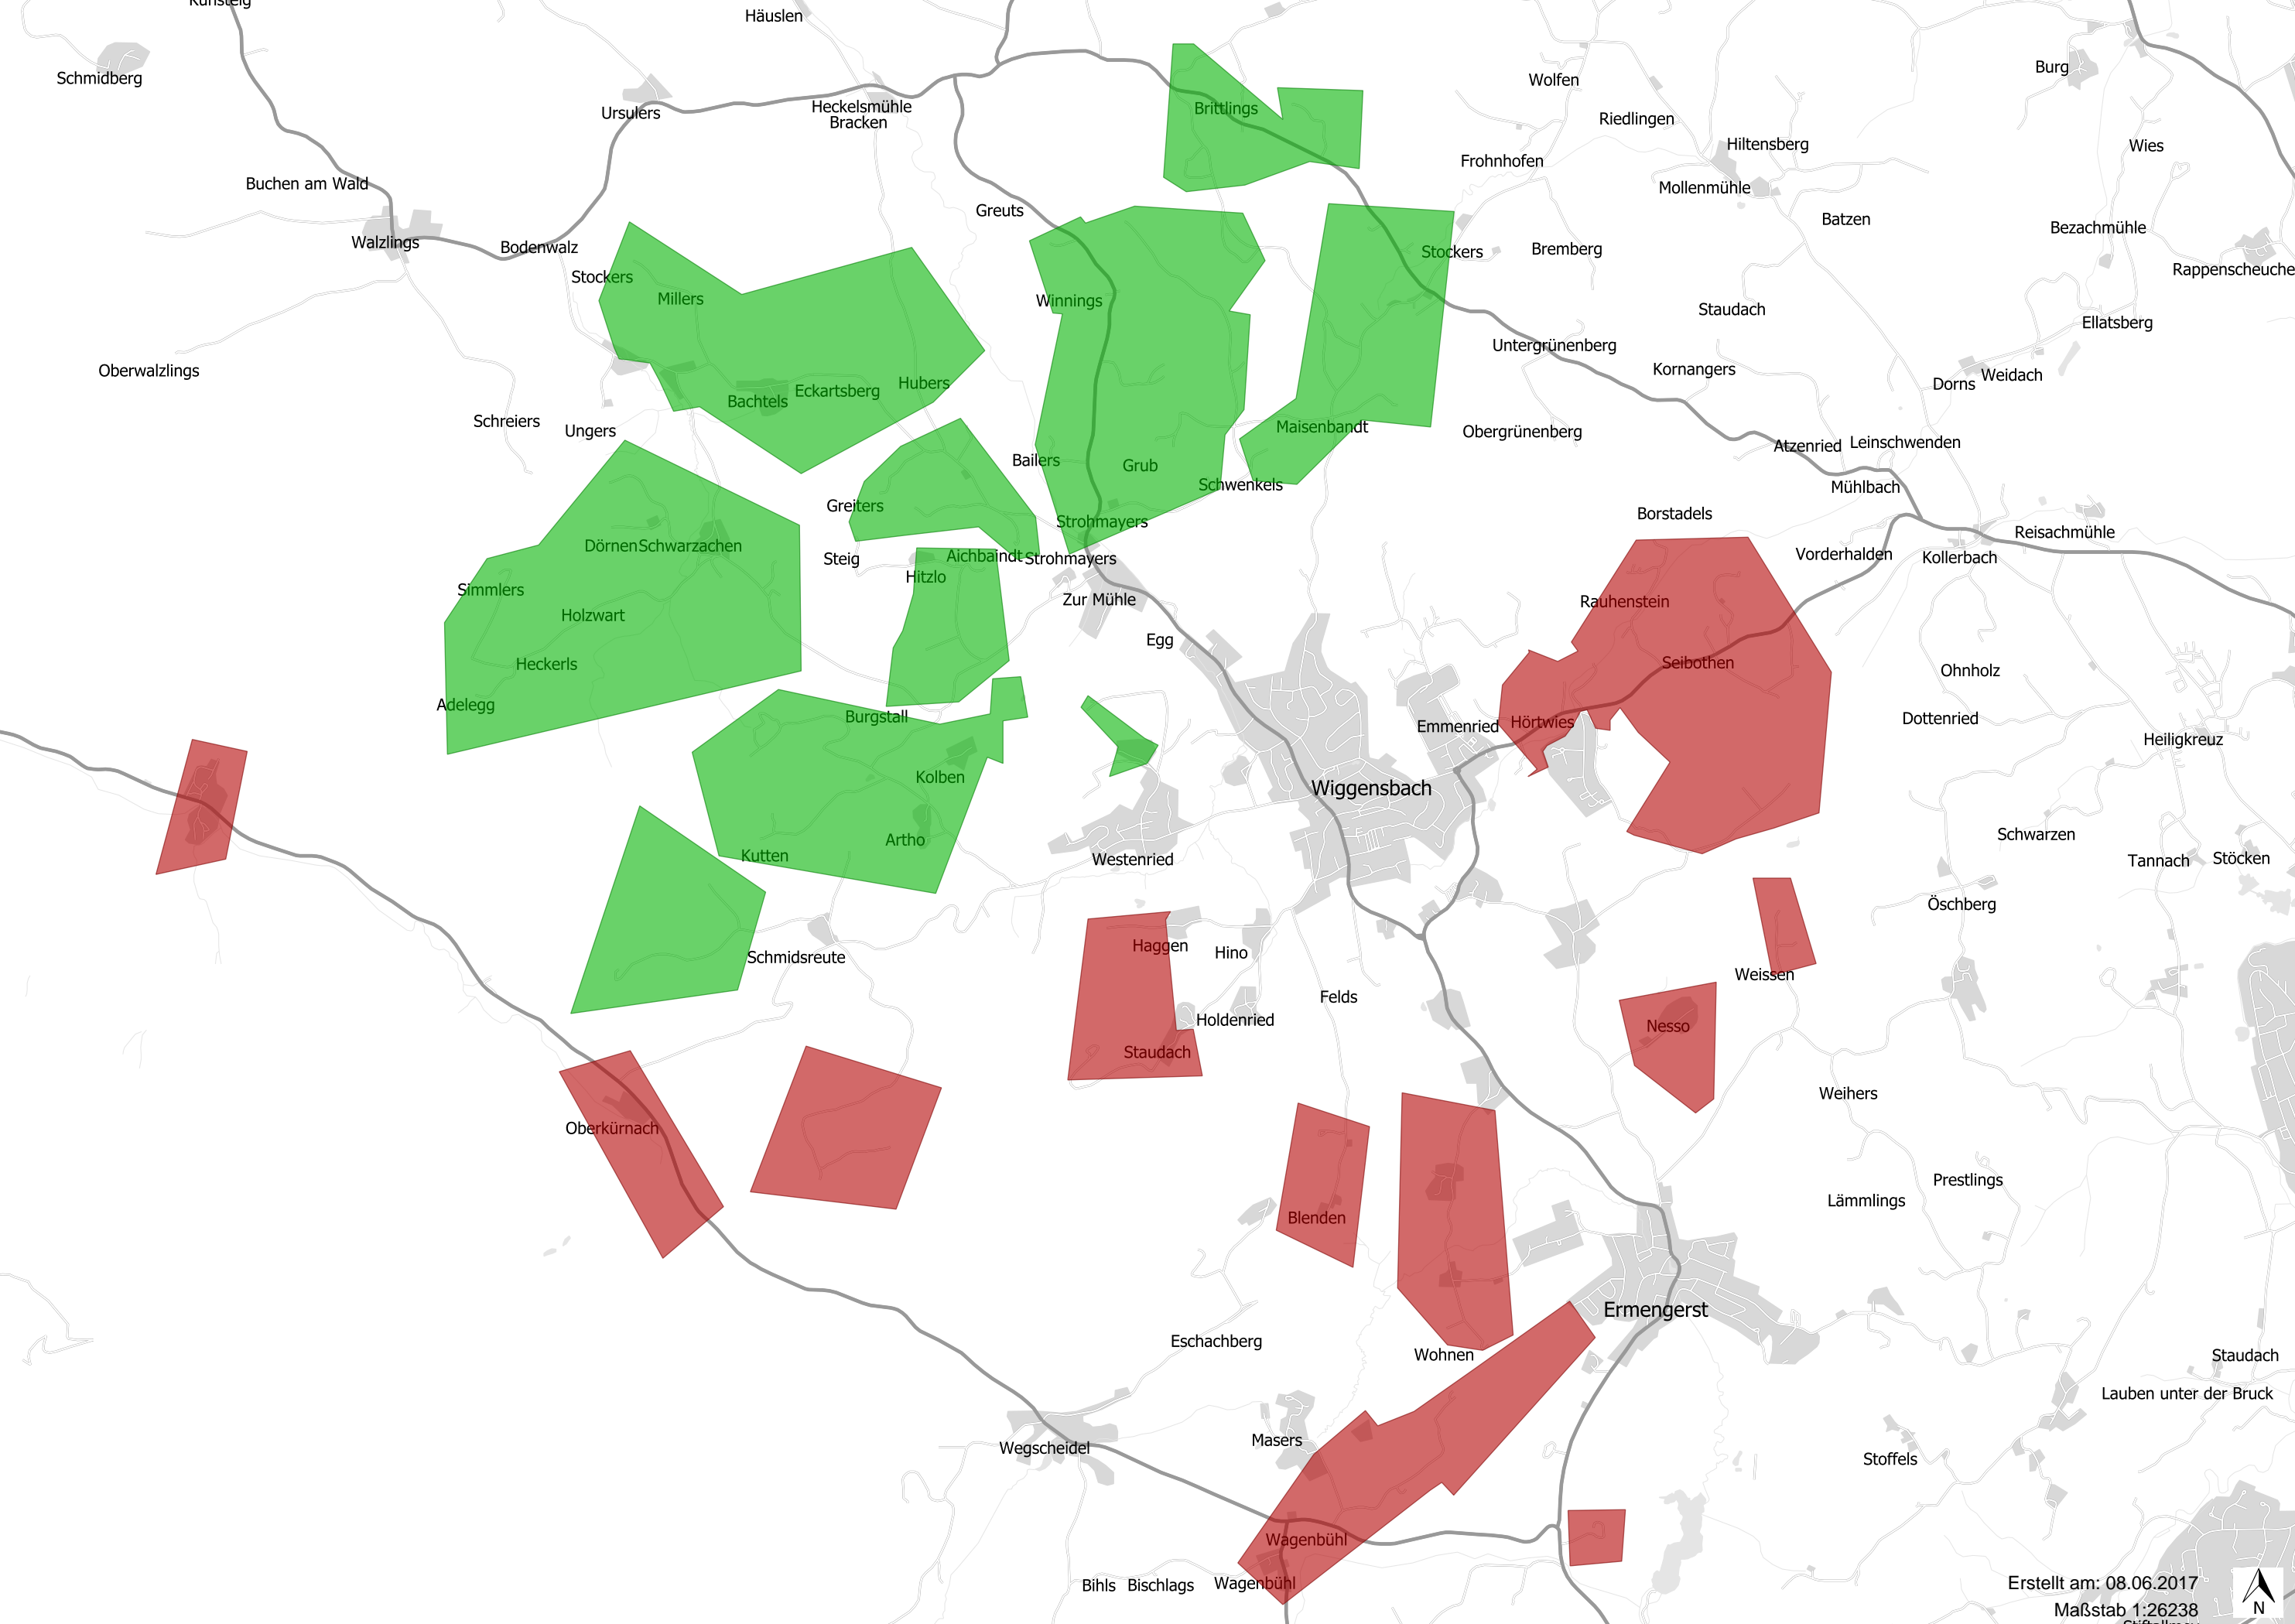 Häuslen
Schmidberg
Burg
Wolfen
Ursulers
Heckelsmühle
Bracken
Brittlings
Riedlingen
Hiltensberg
Wies
Frohnhofen
Buchen am Wald
Mollenmühle
Greuts
Batzen
Bezachmühle
Walzlings
Bodenwalz
Stockers
Bremberg
Rappenscheuche
Stockers
Millers
Winnings
Staudach
Ellatsberg
Untergrünenberg
Oberwalzlings
Kornangers
Weidach
Dorns
Hubers
Eckartsberg
Bachtels
Schreiers
Ungers
Maisenbandt
Obergrünenberg
Atzenried
Leinschwenden
Bailers
Grub
Schwenkels
Mühlbach
Greiters
Borstadels
Strohmayers
Reisachmühle
Dörnen
Schwarzachen
Steig
Aichbaindt
Strohmayers
Vorderhalden
Kollerbach
Hitzlo
Simmlers
Zur Mühle
Rauhenstein
Holzwart
Egg
Heckerls
Seibothen
Ohnholz
Adelegg
Burgstall
Emmenried
Hörtwies
Dottenried
Heiligkreuz
Kolben
Wiggensbach
Artho
Schwarzen
Kutten
Westenried
Tannach
Stöcken
Öschberg
Haggen
Hino
Schmidsreute
Weissen
Felds
Holdenried
Nesso
Staudach
Weihers
Oberkürnach
Prestlings
Lämmlings
Blenden
Ermengerst
Eschachberg
Wohnen
Staudach
Lauben unter der Bruck
Masers
Wegscheidel
Stoffels
Wagenbühl
Bihls
Bischlags
Wagenbühl
Erstellt am: 08.06.2017
Maßstab 1:26238
N